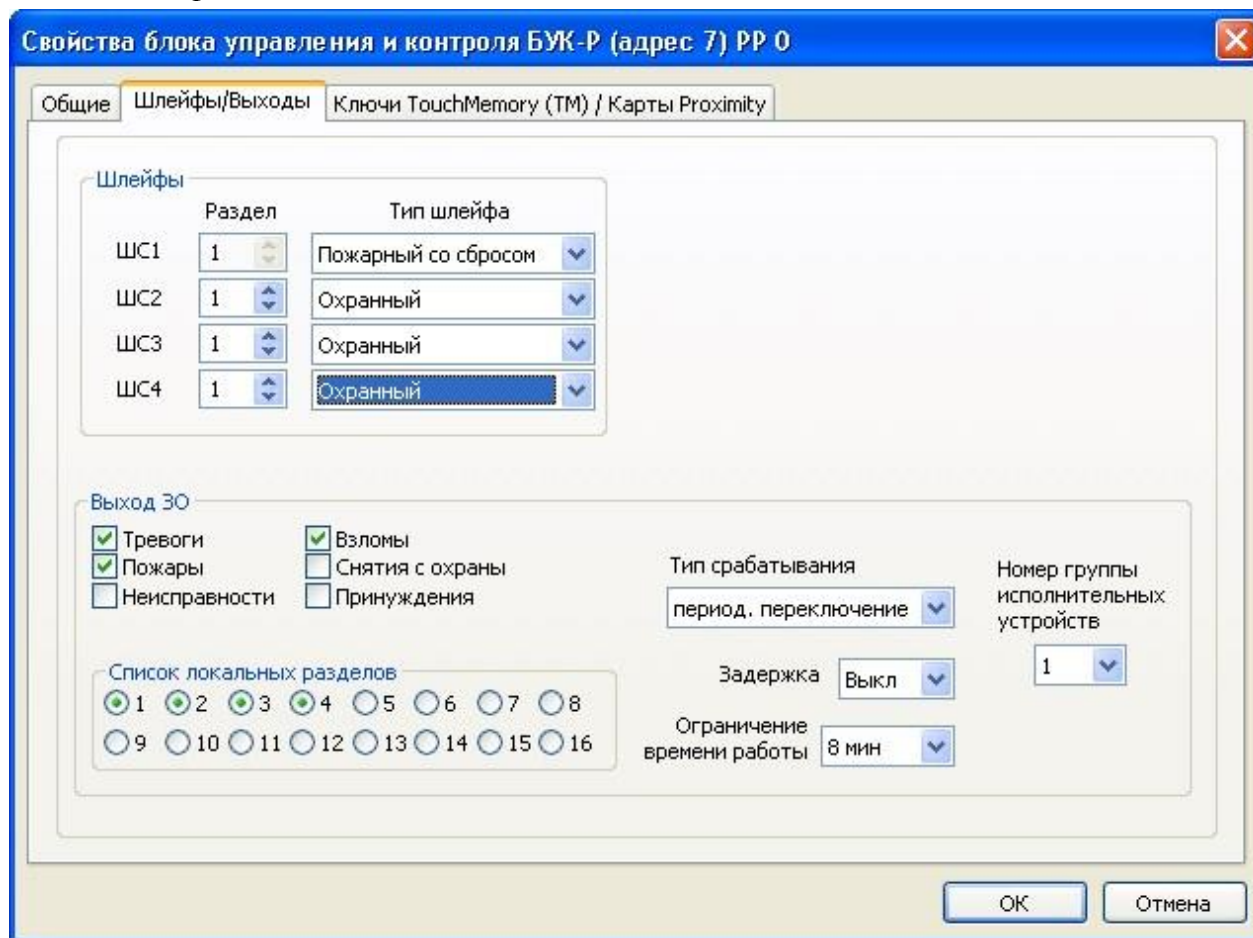 Свойства блока управления и контроля БУК-Р (адрес 7) РР 0
Общие Шлейфы/Выходы Ключи TouchMemory (ТМ) / Карты Proximity
Шлейфы
Раздел Тип шлейфа
ШС1 1 Пожарный со сбросом
ШС2 1 Охранный
ШС3 1 Охранный
ШС4 1 Охранный
Выход ЗО
Тревоги Взломы
Пожары Снятия с охраны
Неисправности Принуждения
Тип срабатывания
период. переключение
Номер группы
исполнительных
устройств
1
Список локальных разделов
1 2 3 4 5 6 7 8
9 10 11 12 13 14 15 16
Задержка Выкл
Ограничение
времени работы 8 мин
ОК Отмена